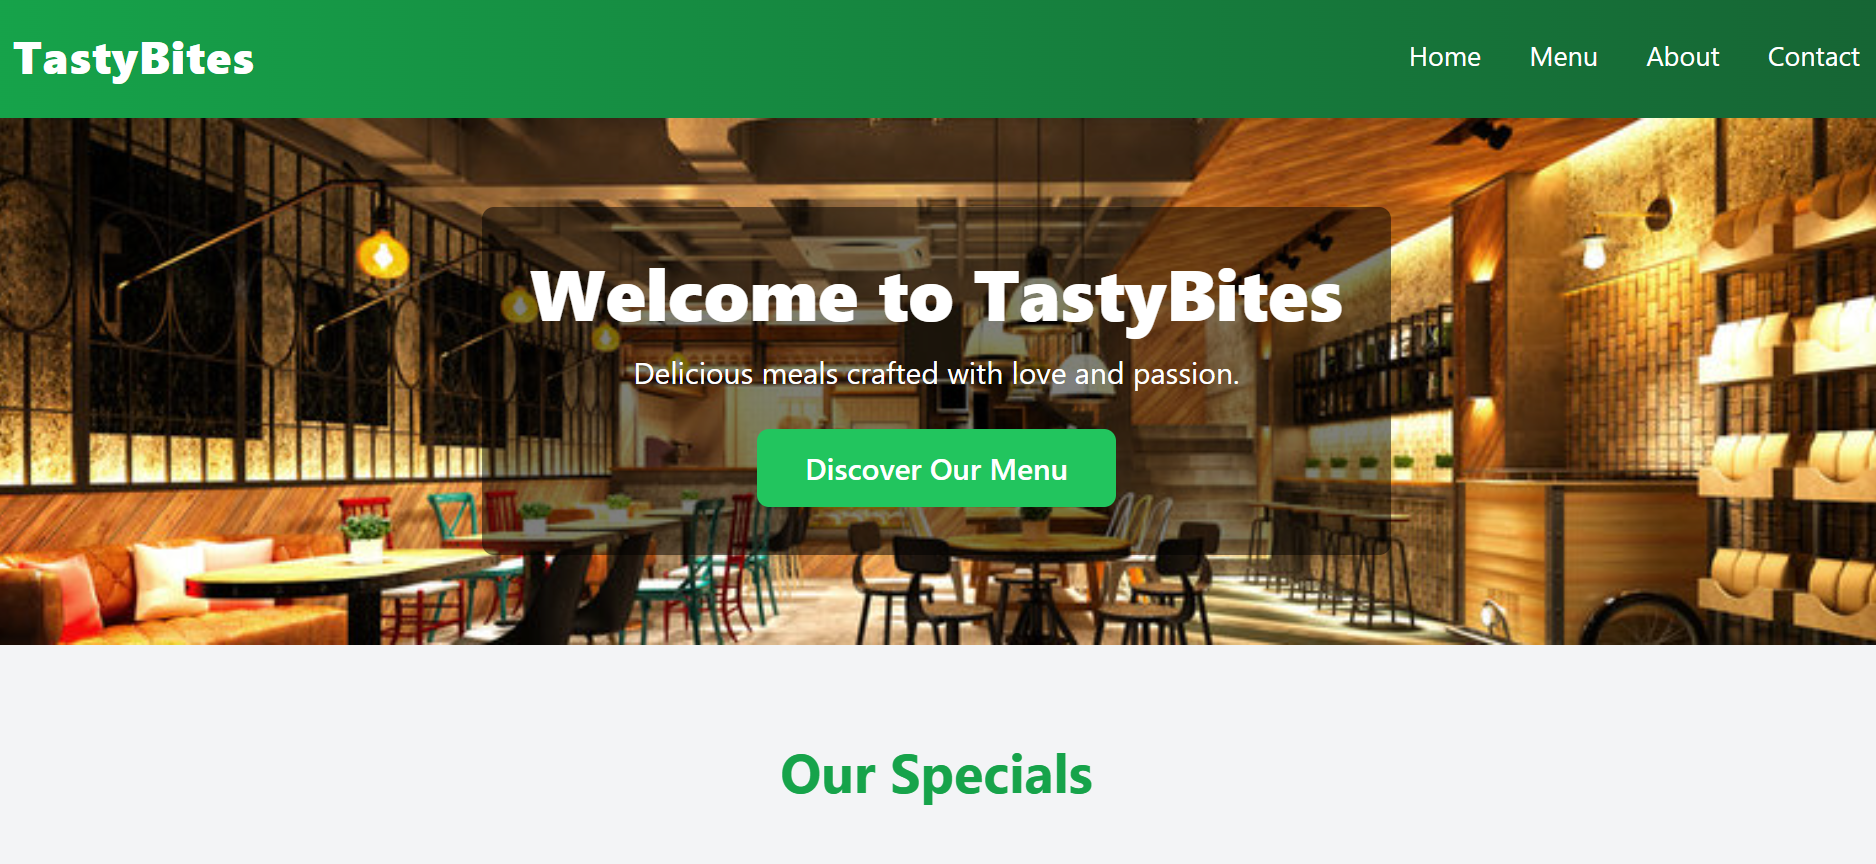 TastyBites
Home Menu About Contact
Welcome to TastyBites
Delicious meals crafted with love and passion.
Discover Our Menu
Our Specials